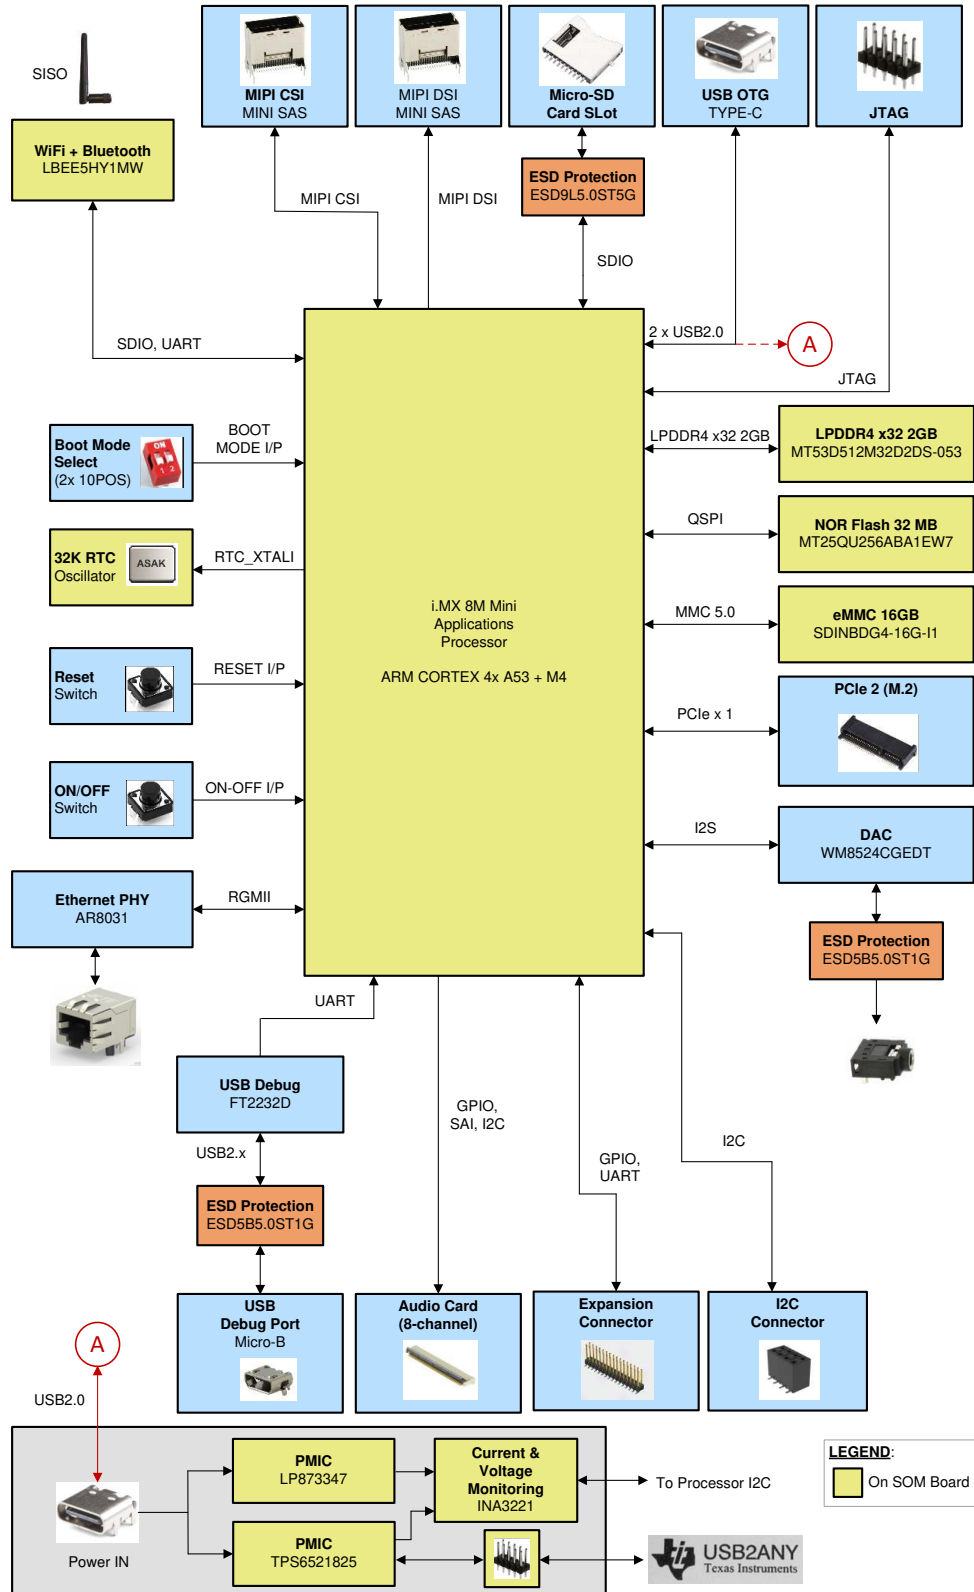 SISO
MIPI CSI
MINI SAS
MIPI DSI
MINI SAS
Micro-SD
Card SLot
USB OTG
TYPE-C
JTAG
WiFi + Bluetooth
LBEE5HY1MW
ESD Protection
ESD9L5.0ST5G
MIPI CSI
MIPI DSI
SDIO
SDIO, UART
2 x USB2.0
A
JTAG
BOOT
MODE I/P
Boot Mode
Select
(2x 10POS)
ON
1 2
LPDDR4 x32 2GB
LPDDR4 x32 2GB
MT53D512M32D2DS-053
QSPI
NOR Flash 32 MB
MT25QU256ABA1EW7
32K RTC
Oscillator
ASAK
RTC_XTALI
i.MX 8M Mini
Applications
Processor
ARM CORTEX 4x A53 + M4
MMC 5.0
eMMC 16GB
SDINBDG4-16G-I1
Reset
Switch
RESET I/P
PCIe x 1
PCIe 2 (M.2)
ON/OFF
Switch
ON-OFF I/P
I2S
DAC
WM8524CGEDT
Ethernet PHY
AR8031
RGMII
ESD Protection
ESD5B5.0ST1G
UART
USB Debug
FT2232D
GPIO,
SAI, I2C
USB2.x
GPIO,
UART
I2C
ESD Protection
ESD5B5.0ST1G
USB
Debug Port
Micro-B
Audio Card
(8-channel)
Expansion
Connector
I2C
Connector
A
USB2.0
Power IN
PMIC
LP873347
PMIC
TPS6521825
Current &
Voltage
Monitoring
INA3221
To Processor I2C
LEGEND:
On SOM Board
USB2ANY
Texas Instruments